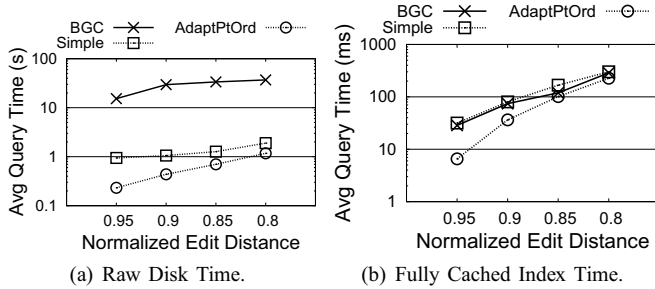 BGC AdaptPtOrd
Simple
Avg Query Time (s)
100
10
1
0.1
0.95 0.9 0.85 0.8
Normalized Edit Distance
(a) Raw Disk Time.
BGC AdaptPtOrd
Simple
Avg Query Time (ms)
1000
100
10
1
0.95 0.9 0.85 0.8
Normalized Edit Distance
(b) Fully Cached Index Time.